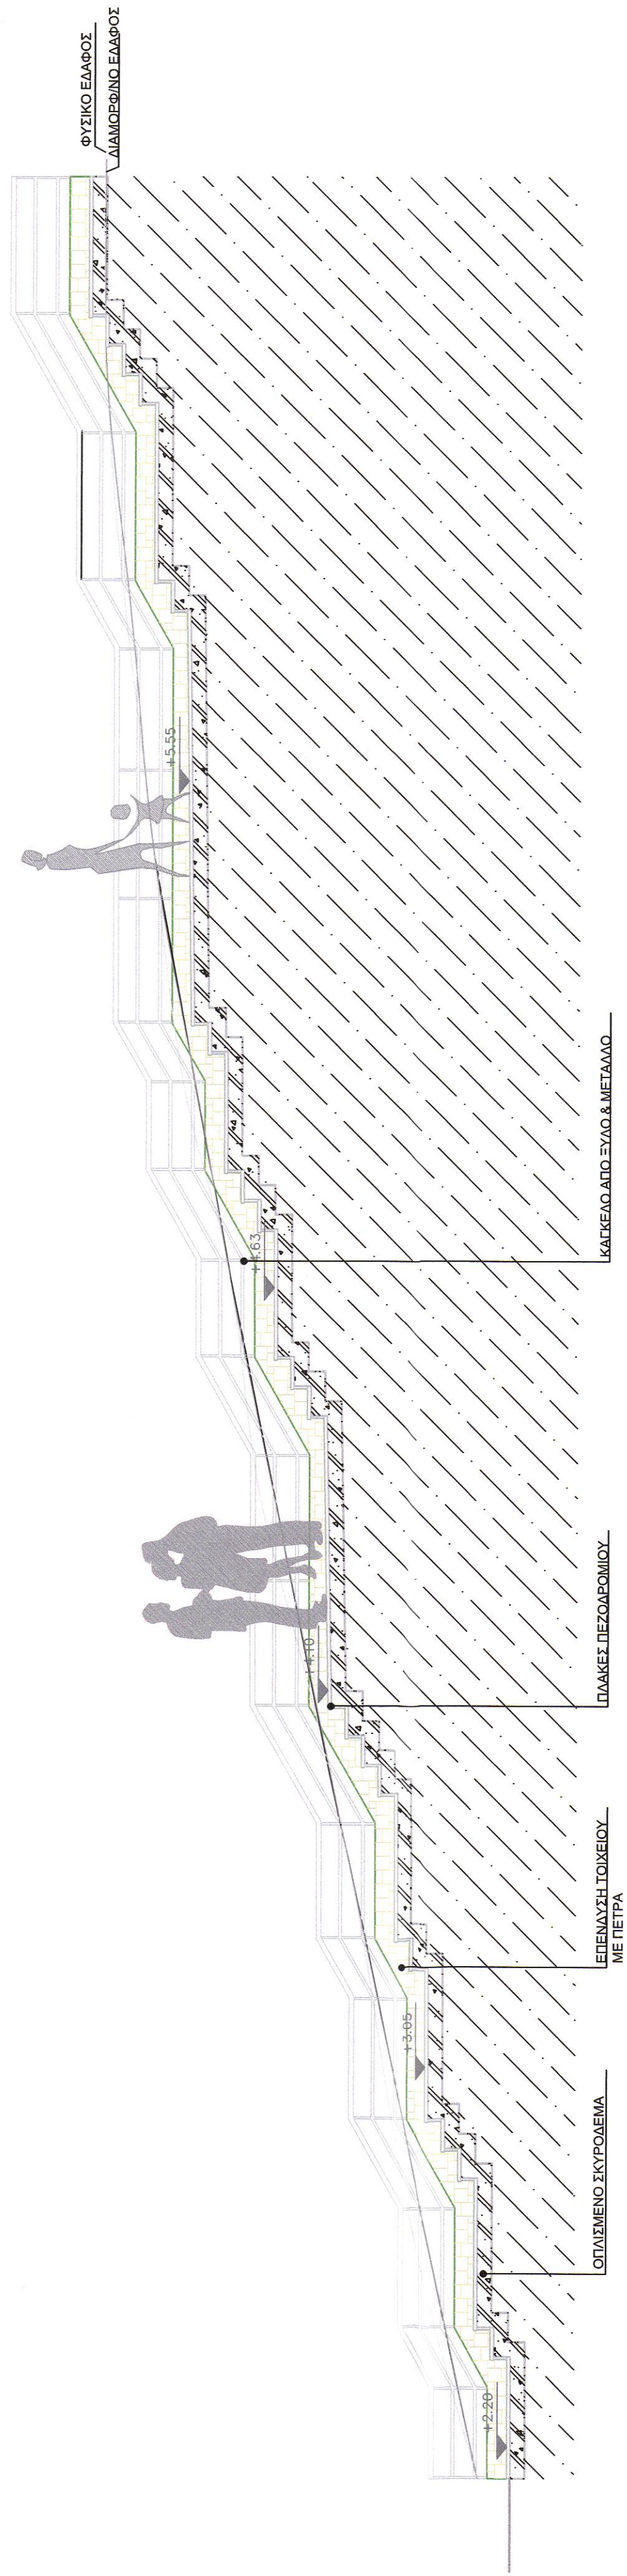 ΦΥΣΙΚΟ ΕΔΑΦΟΣ
ΔΙΑΜΟΡΦ/ΝΟ ΕΔΑΦΟΣ
+5.55
+4.63
+4.10
+3.05
+2.20
ΚΑΓΚΕΛΟ ΑΠΟ ΞΥΛΟ & ΜΕΤΑΛΛΟ
ΠΛΑΚΕΣ ΠΕΖΟΔΡΟΜΙΟΥ
ΕΠΕΝΔΥΣΗ ΤΟΙΧΕΙΟΥ
ΜΕ ΠΕΤΡΑ
ΟΠΛΙΣΜΕΝΟ ΣΚΥΡΟΔΕΜΑ